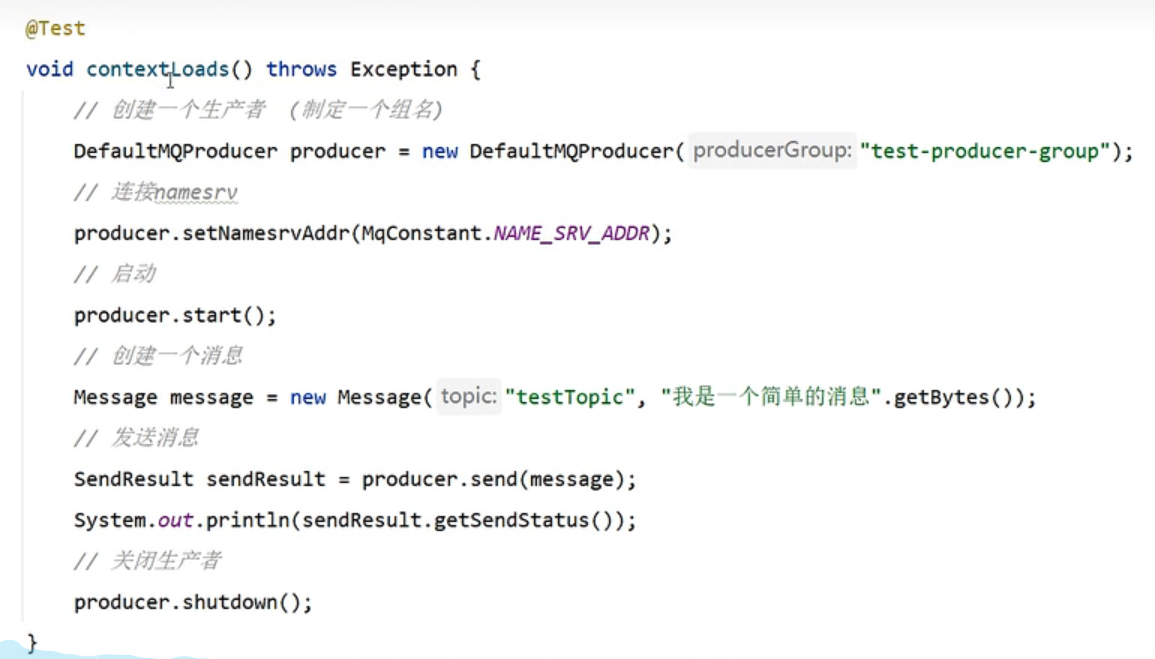 @Test
void contextLoads() throws Exception {
// 创建一个生产者 (制定一个组名)
DefaultMQProducer producer = new DefaultMQProducer( producerGroup: "test-producer-group");
// 连接namesrv
producer.setNamesrvAddr(MqConstant.NAME_SRV_ADDR);
// 启动
producer.start();
// 创建一个消息
Message message = new Message( topic: "testTopic", "我是一个简单的消息".getBytes());
// 发送消息
SendResult sendResult = producer.send(message);
System.out.println(sendResult.getSendStatus());
// 关闭生产者
producer.shutdown();
}